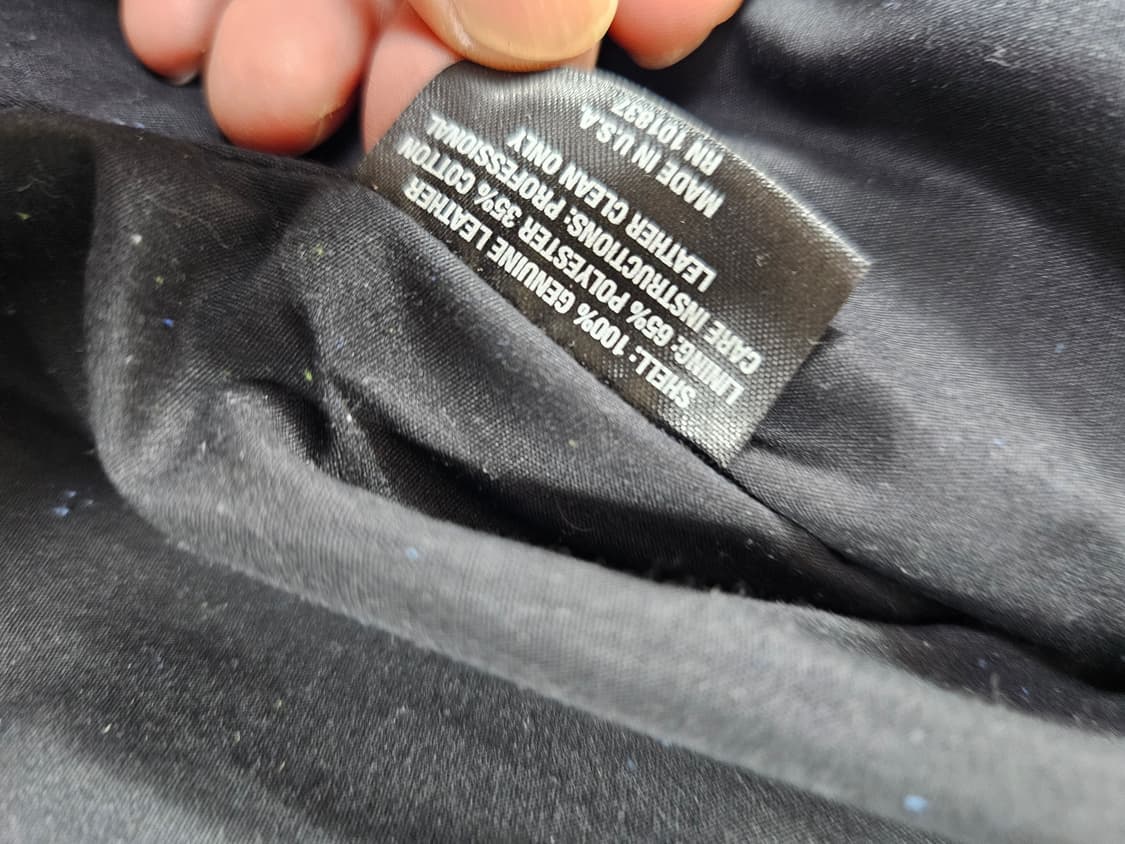 SHELL: 100% GENUINE LEATHER
LINING: 65% POLYESTER 35% COTTON
CARE INSTRUCTIONS: PROFESSIONAL
LEATHER CLEAN ONLY
MADE IN U.S.A.
RN 101837